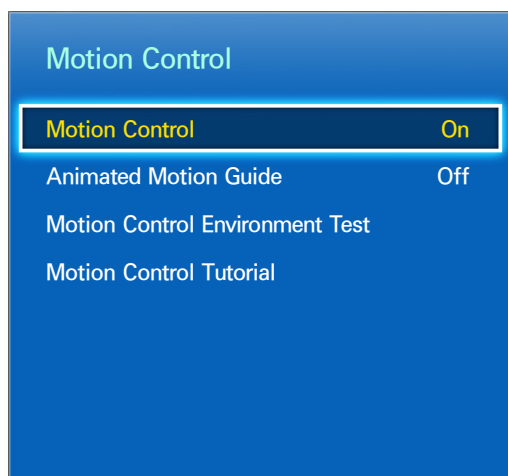 Motion Control
Motion Control On
Animated Motion Guide Off
Motion Control Environment Test
Motion Control Tutorial